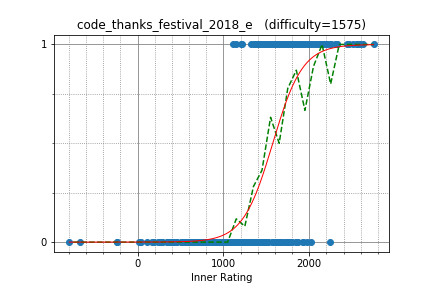 code_thanks_festival_2018_e (difficulty=1575)
1
0
0 1000 2000
Inner Rating